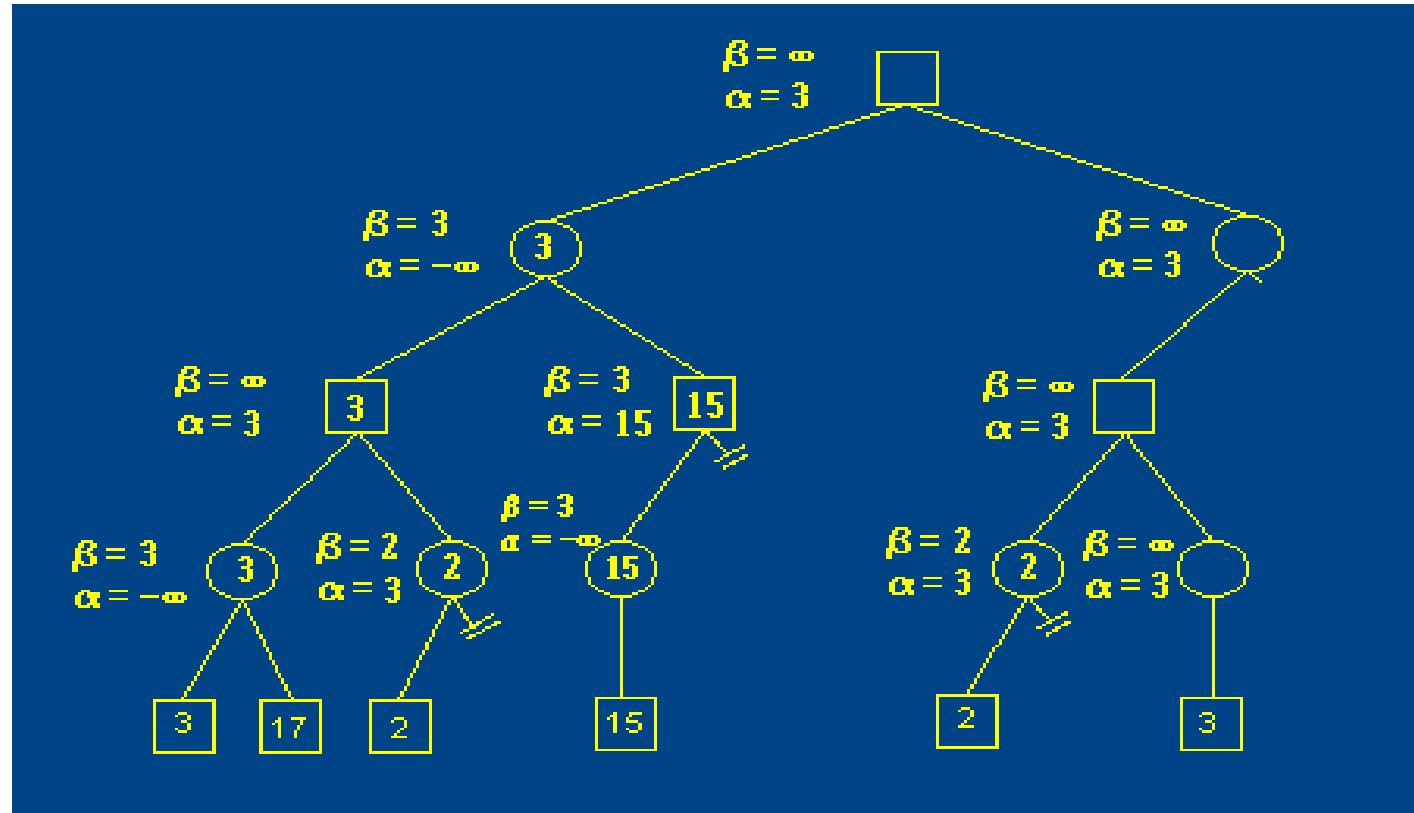 β = ∞
α = 3
β = 3
α = −∞
3
β = ∞
α = 3
β = ∞
α = 3
3
β = 3
α = 15
15
β = ∞
α = 3
β = 3
α = −∞
3
β = 2
α = 3
2
β = 3
α = −∞
15
β = 2
α = 3
2
β = ∞
α = 3
3
17
2
15
2
3